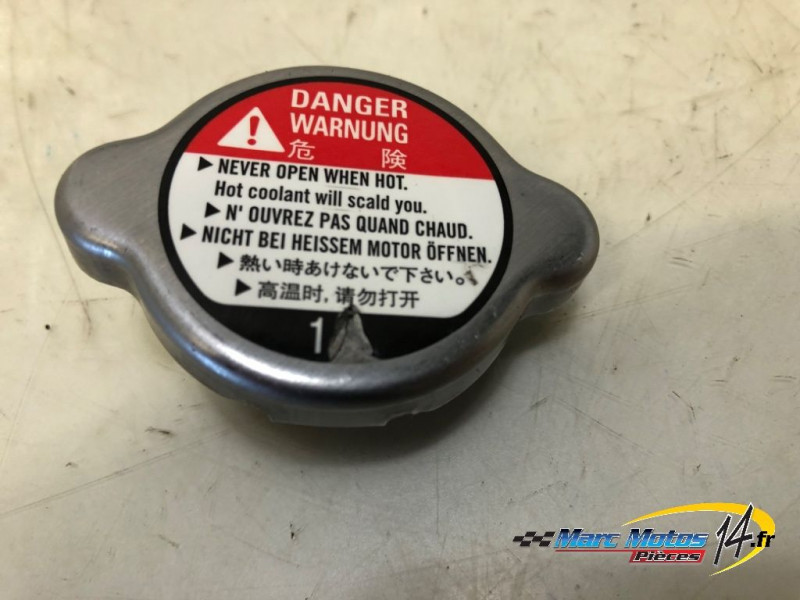 DANGER
WARNUNG
危 険
▶ NEVER OPEN WHEN HOT.
Hot coolant will scald you.
▶ N' OUVREZ PAS QUAND CHAUD.
▶ NICHT BEI HEISSEM MOTOR ÖFFNEN.
▶ 熱い時あけないで下さい。
▶ 高温时, 请勿打开
1
Marc Motos 14.fr
Pièces